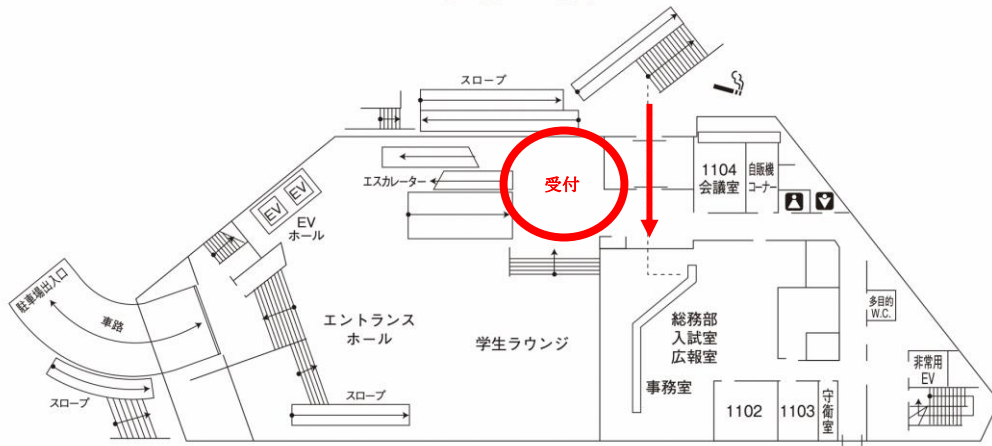 スロープ
エスカレーター
受付
1104
会議室
自販機
コーナー
EV
EV
EV
ホール
駐車場出入口
車路
エントランス
ホール
学生ラウンジ
総務部
入試室
広報室
事務室
多目的
W.C.
非常用
EV
スロープ
スロープ
1102
1103
守衛室